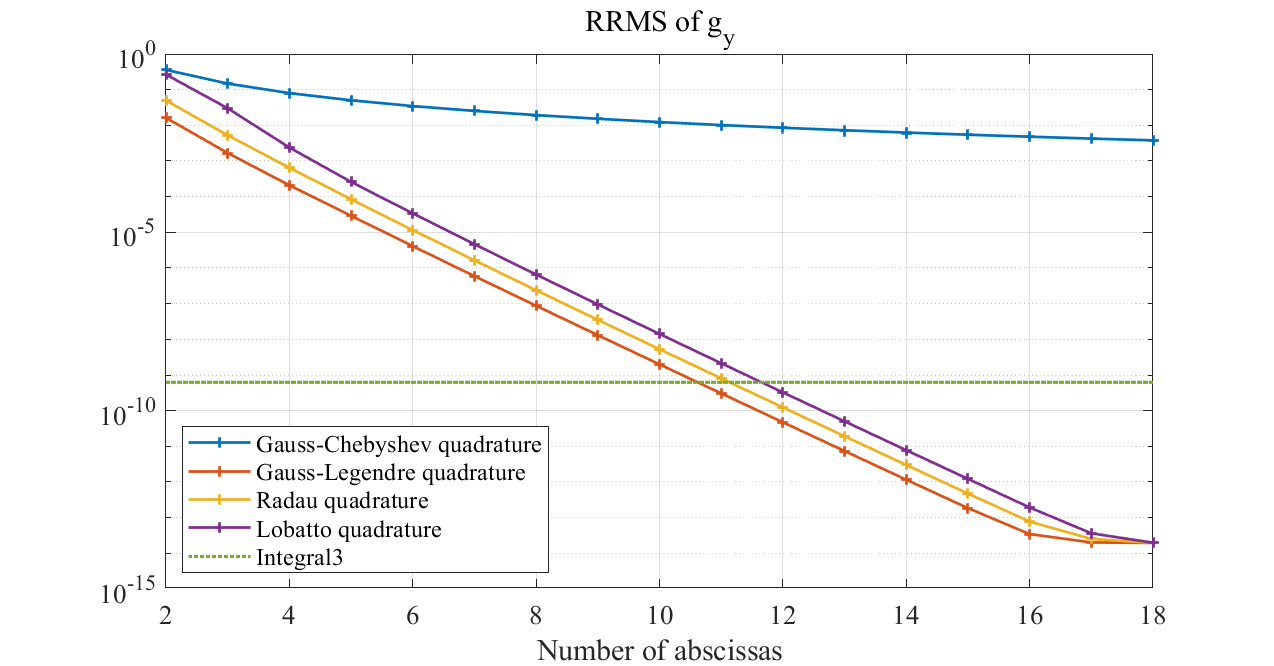 RRMS of g_y
10^0
10^-5
10^-10
10^-15
Gauss-Chebyshev quadrature
Gauss-Legendre quadrature
Radau quadrature
Lobatto quadrature
Integral3
2 4 6 8 10 12 14 16 18
Number of abscissas